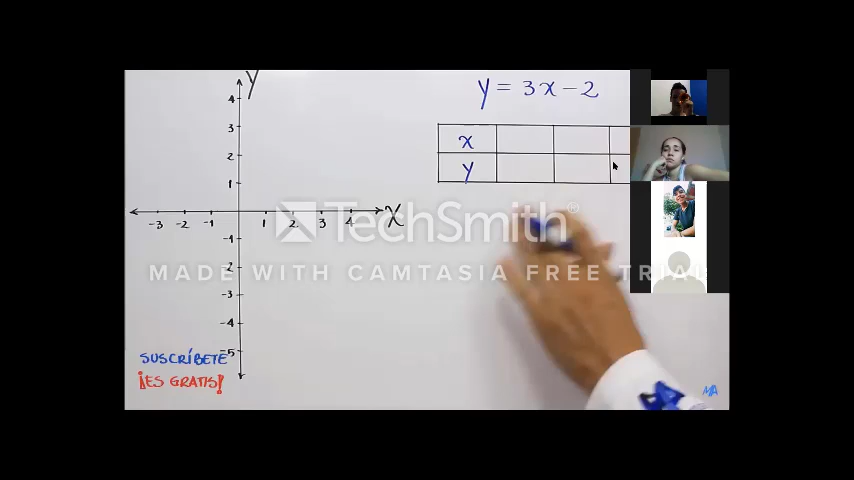 y
y = 3x - 2
4
3
2
1
x
y
-3 -2 -1 1 2 3 4 x
-1
-2
-3
-4
-5
TechSmith®
MADE WITH CAMTASIA FREE TRIAL
SUSCRÍBETE
¡ES GRATIS!
MA